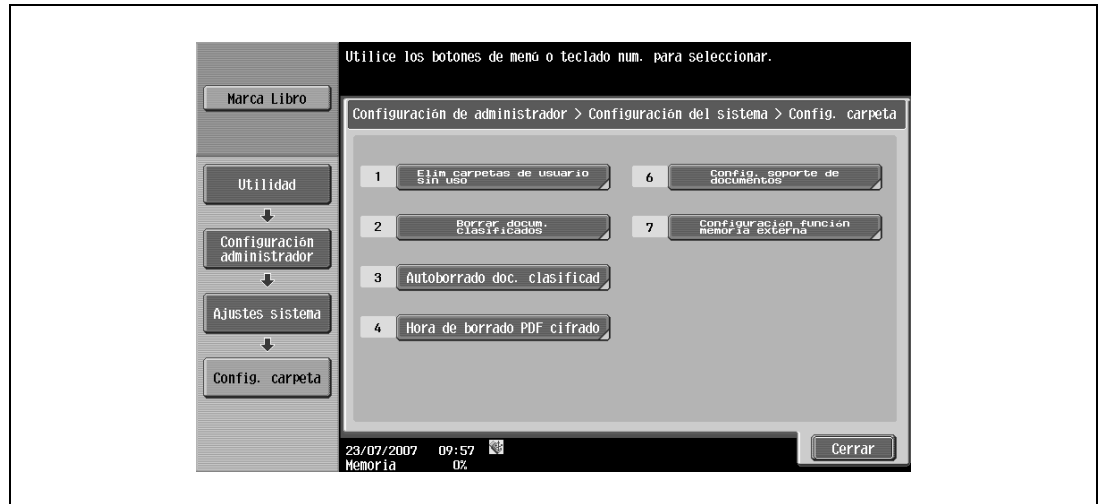 Utilice los botones de menú o teclado num. para seleccionar.
Marca Libro
Configuración de administrador > Configuración del sistema > Config. carpeta
Utilidad
Configuración
administrador
Ajustes sistema
Config. carpeta
1 Elim carpetas de usuario
sin uso
2 Borrar docum.
clasificados
3 Autoborrado doc. clasificad
4 Hora de borrado PDF cifrado
6 Config. soporte de
documentos
7 Configuración función
memoria externa
23/07/2007 09:57
Memoria 0%
Cerrar